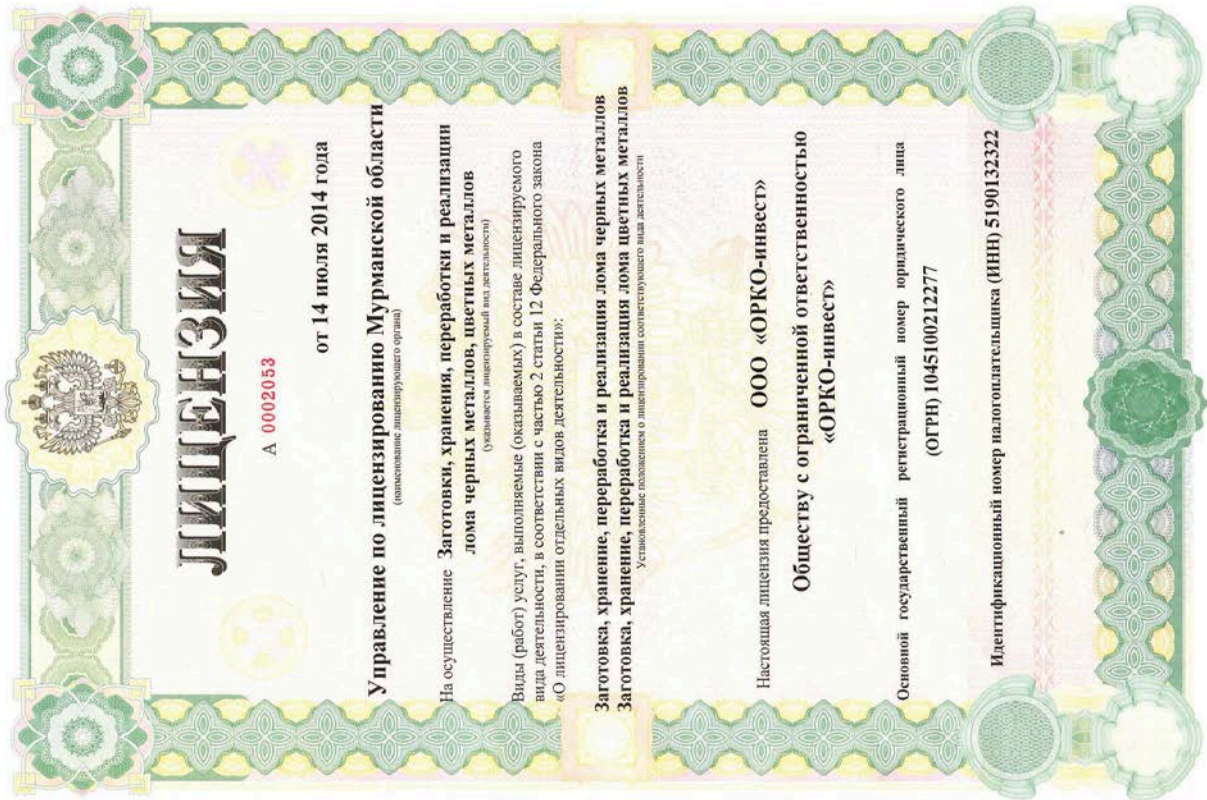 ЛИЦЕНЗИЯ
А 0002053
от 14 июля 2014 года
Управление по лицензированию Мурманской области
(наименование лицензирующего органа)
На осуществление Заготовки, хранения, переработки и реализации
лома черных металлов, цветных металлов
(указывается лицензируемый вид деятельности)
Виды (работ) услуг, выполняемые (оказываемых) в составе лицензируемого
вида деятельности, в соответствии с частью 2 статьи 12 Федерального закона
«О лицензировании отдельных видов деятельности»:
Заготовка, хранение, переработка и реализация лома черных металлов
Заготовка, хранение, переработка и реализация лома цветных металлов
Установленные положением о лицензировании соответствующего вида деятельности
Настоящая лицензия предоставлена ООО «ОРКО-инвест»
Обществу с ограниченной ответственностью
«ОРКО-инвест»
Основной государственный регистрационный номер юридического лица
(ОГРН) 1045100212277
Идентификационный номер налогоплательщика (ИНН) 5190132322